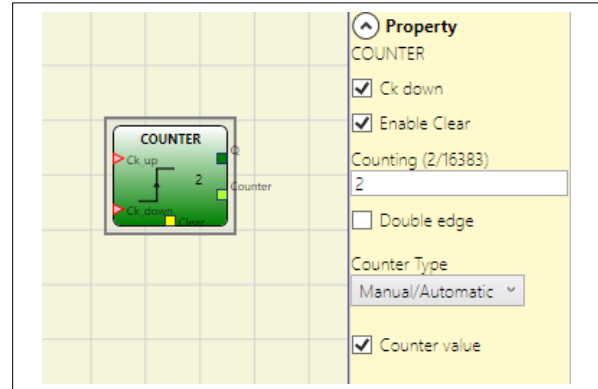 COUNTER
Ck_up
Q
2
Counter
Ck_down
Clear
Property
COUNTER
Ck down
Enable Clear
Counting (2/16383)
2
Double edge
Counter Type
Manual/Automatic
Counter value